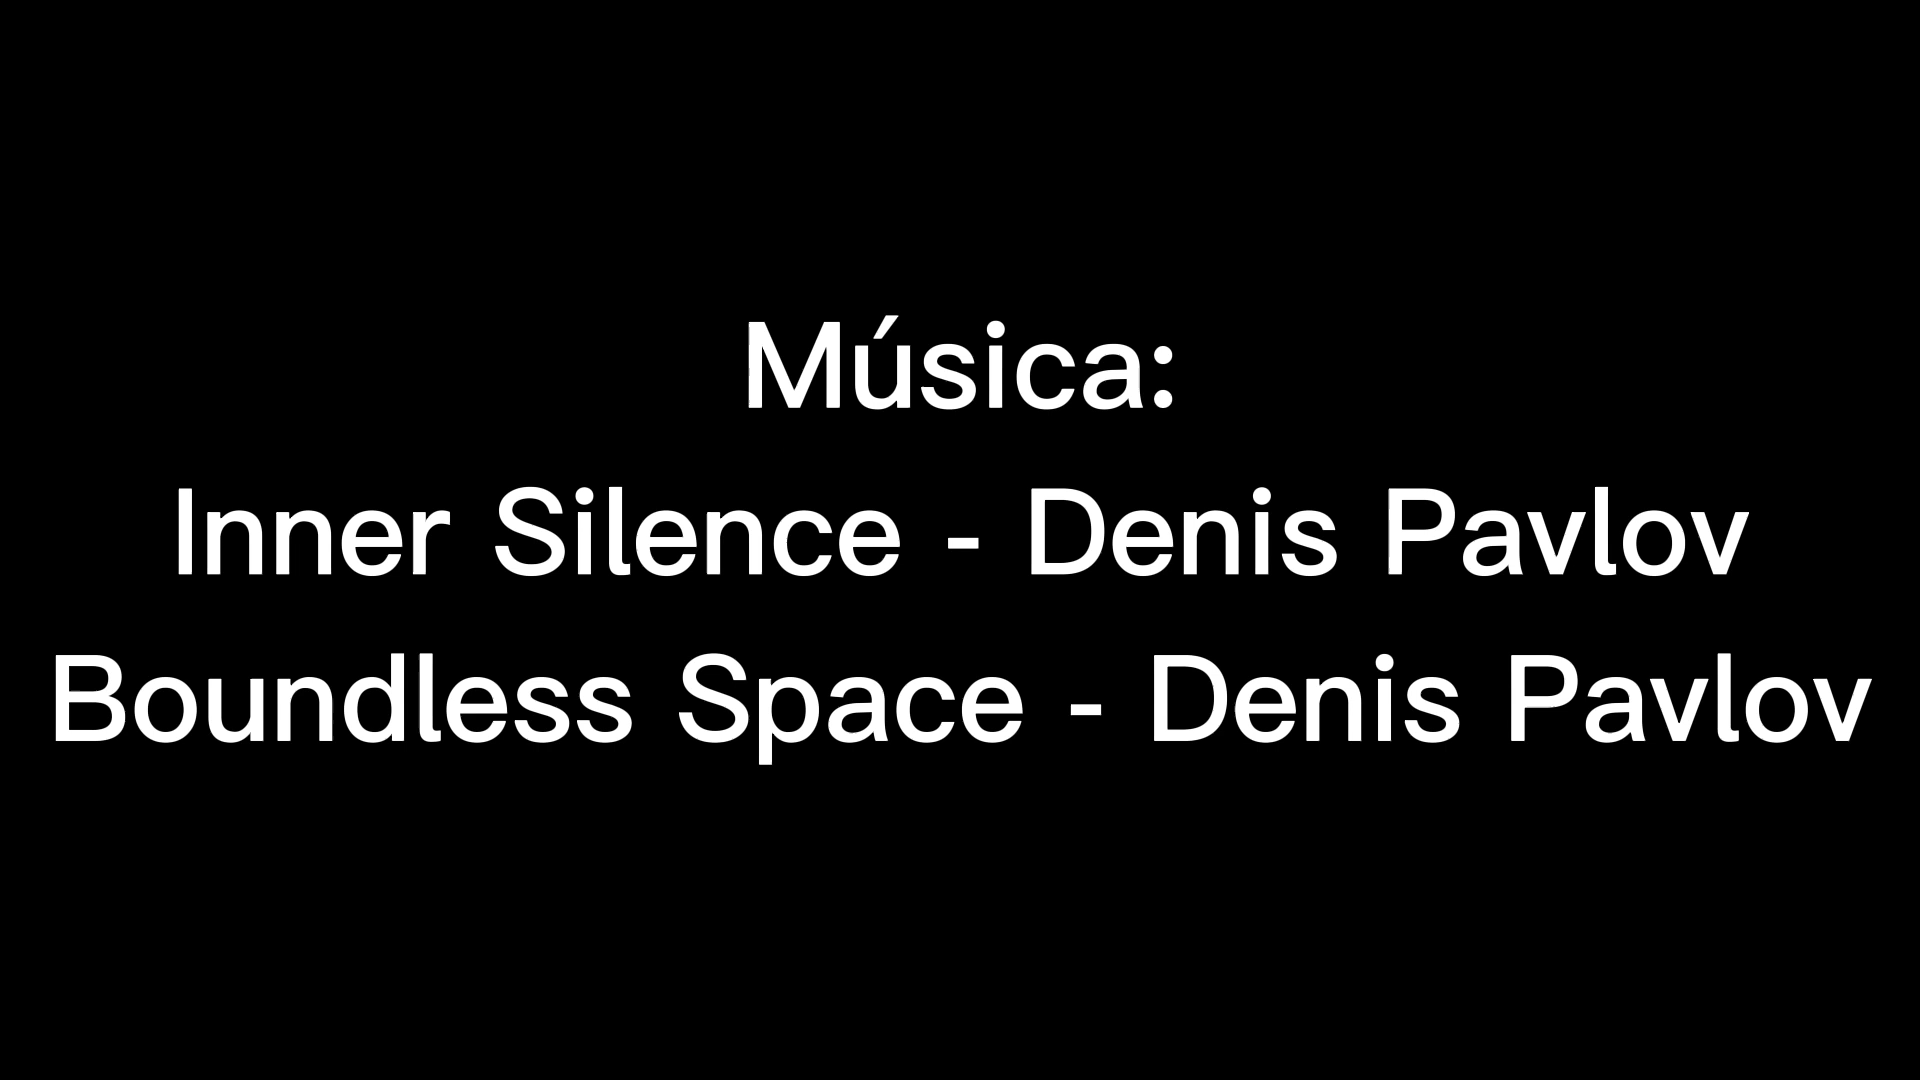 Música:
Inner Silence - Denis Pavlov
Boundless Space - Denis Pavlov